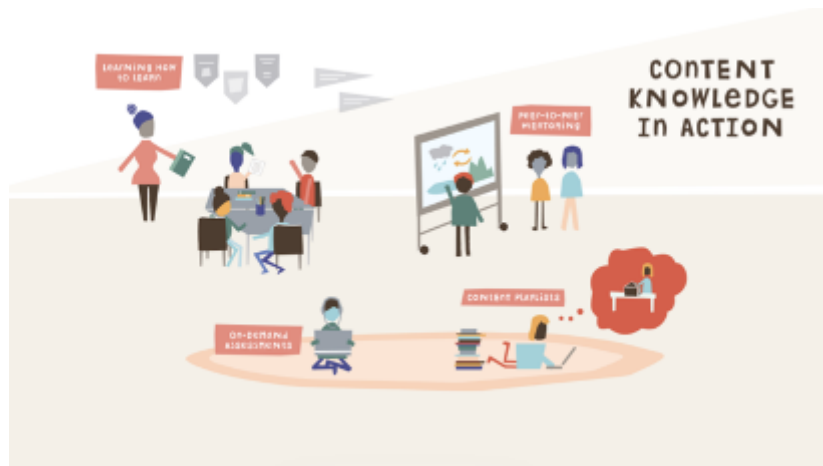 LEARNING HOW
TO LEARN
CONTENT
KNOWLEDGE
IN ACTION
PEER-TO-PEER
MENTORING
CONTENT PLAYLISTS
ON-DEMAND
ASSESSMENTS